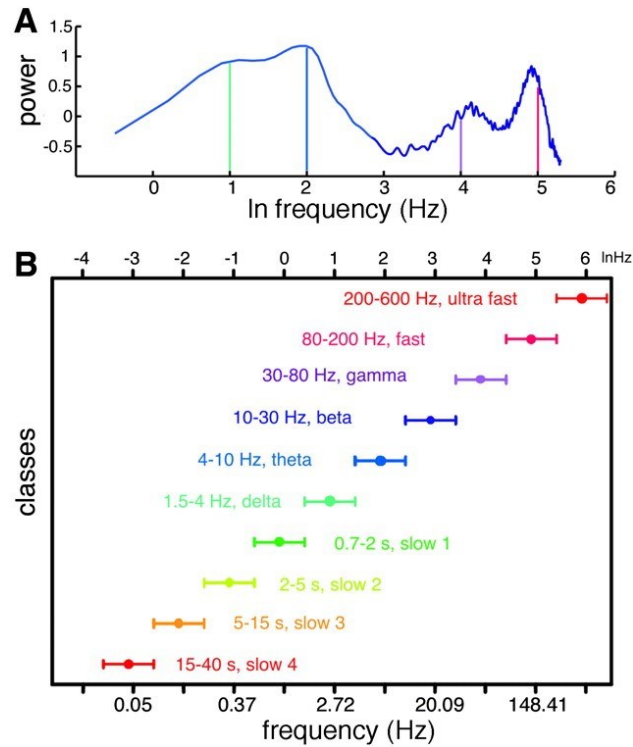 A
1.5
1
0.5
0
-0.5
power
0 1 2 3 4 5 6
ln frequency (Hz)
B
-4 -3 -2 -1 0 1 2 3 4 5 6 lnHz
200-600 Hz, ultra fast
80-200 Hz, fast
30-80 Hz, gamma
10-30 Hz, beta
4-10 Hz, theta
1.5-4 Hz, delta
0.7-2 s, slow 1
2-5 s, slow 2
5-15 s, slow 3
15-40 s, slow 4
classes
0.05 0.37 2.72 20.09 148.41
frequency (Hz)